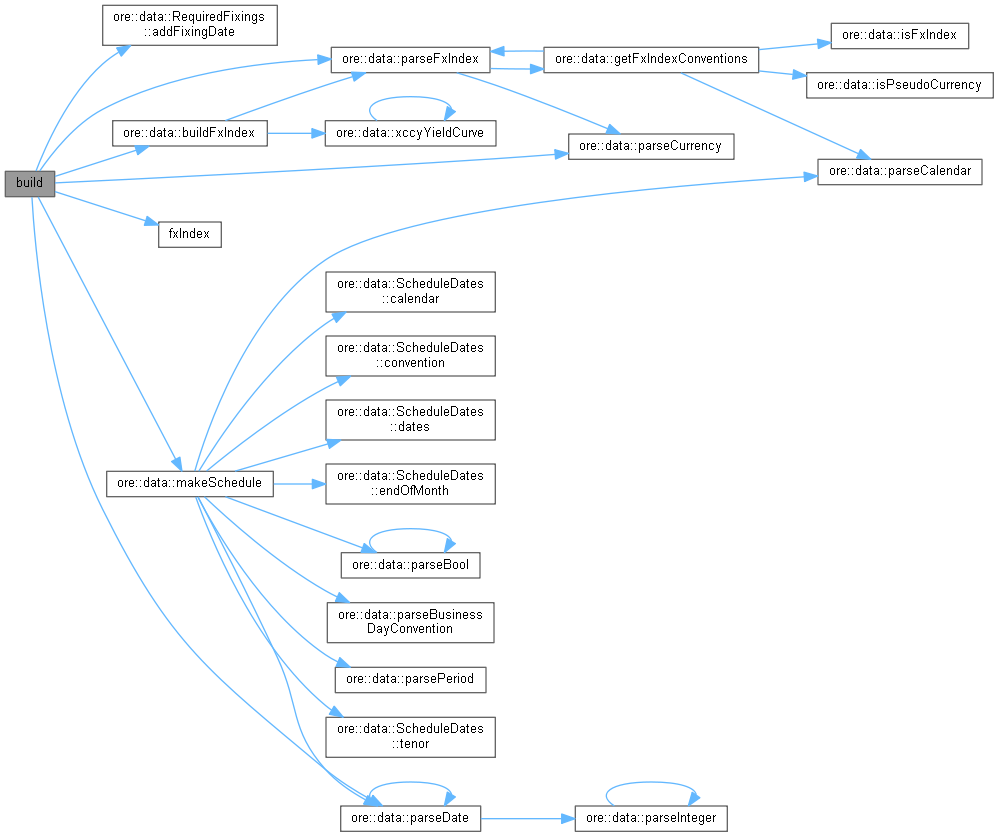 ore::data::RequiredFixings
::addFixingDate
ore::data::parseFxIndex
ore::data::getFxIndexConventions
ore::data::isFxIndex
ore::data::isPseudoCurrency
ore::data::buildFxIndex
ore::data::xccyYieldCurve
ore::data::parseCurrency
ore::data::parseCalendar
build
fxIndex
ore::data::ScheduleDates
::calendar
ore::data::ScheduleDates
::convention
ore::data::ScheduleDates
::dates
ore::data::makeSchedule
ore::data::ScheduleDates
::endOfMonth
ore::data::parseBool
ore::data::parseBusiness
DayConvention
ore::data::parsePeriod
ore::data::ScheduleDates
::tenor
ore::data::parseDate
ore::data::parseInteger